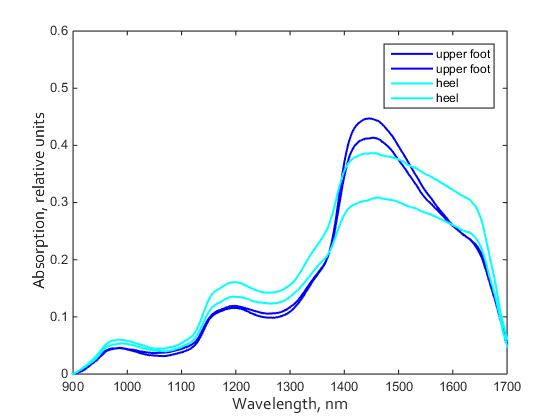 0.6
0.5
0.4
0.3
0.2
0.1
0
Absorption, relative units
upper foot
upper foot
heel
heel
900 1000 1100 1200 1300 1400 1500 1600 1700
Wavelength, nm